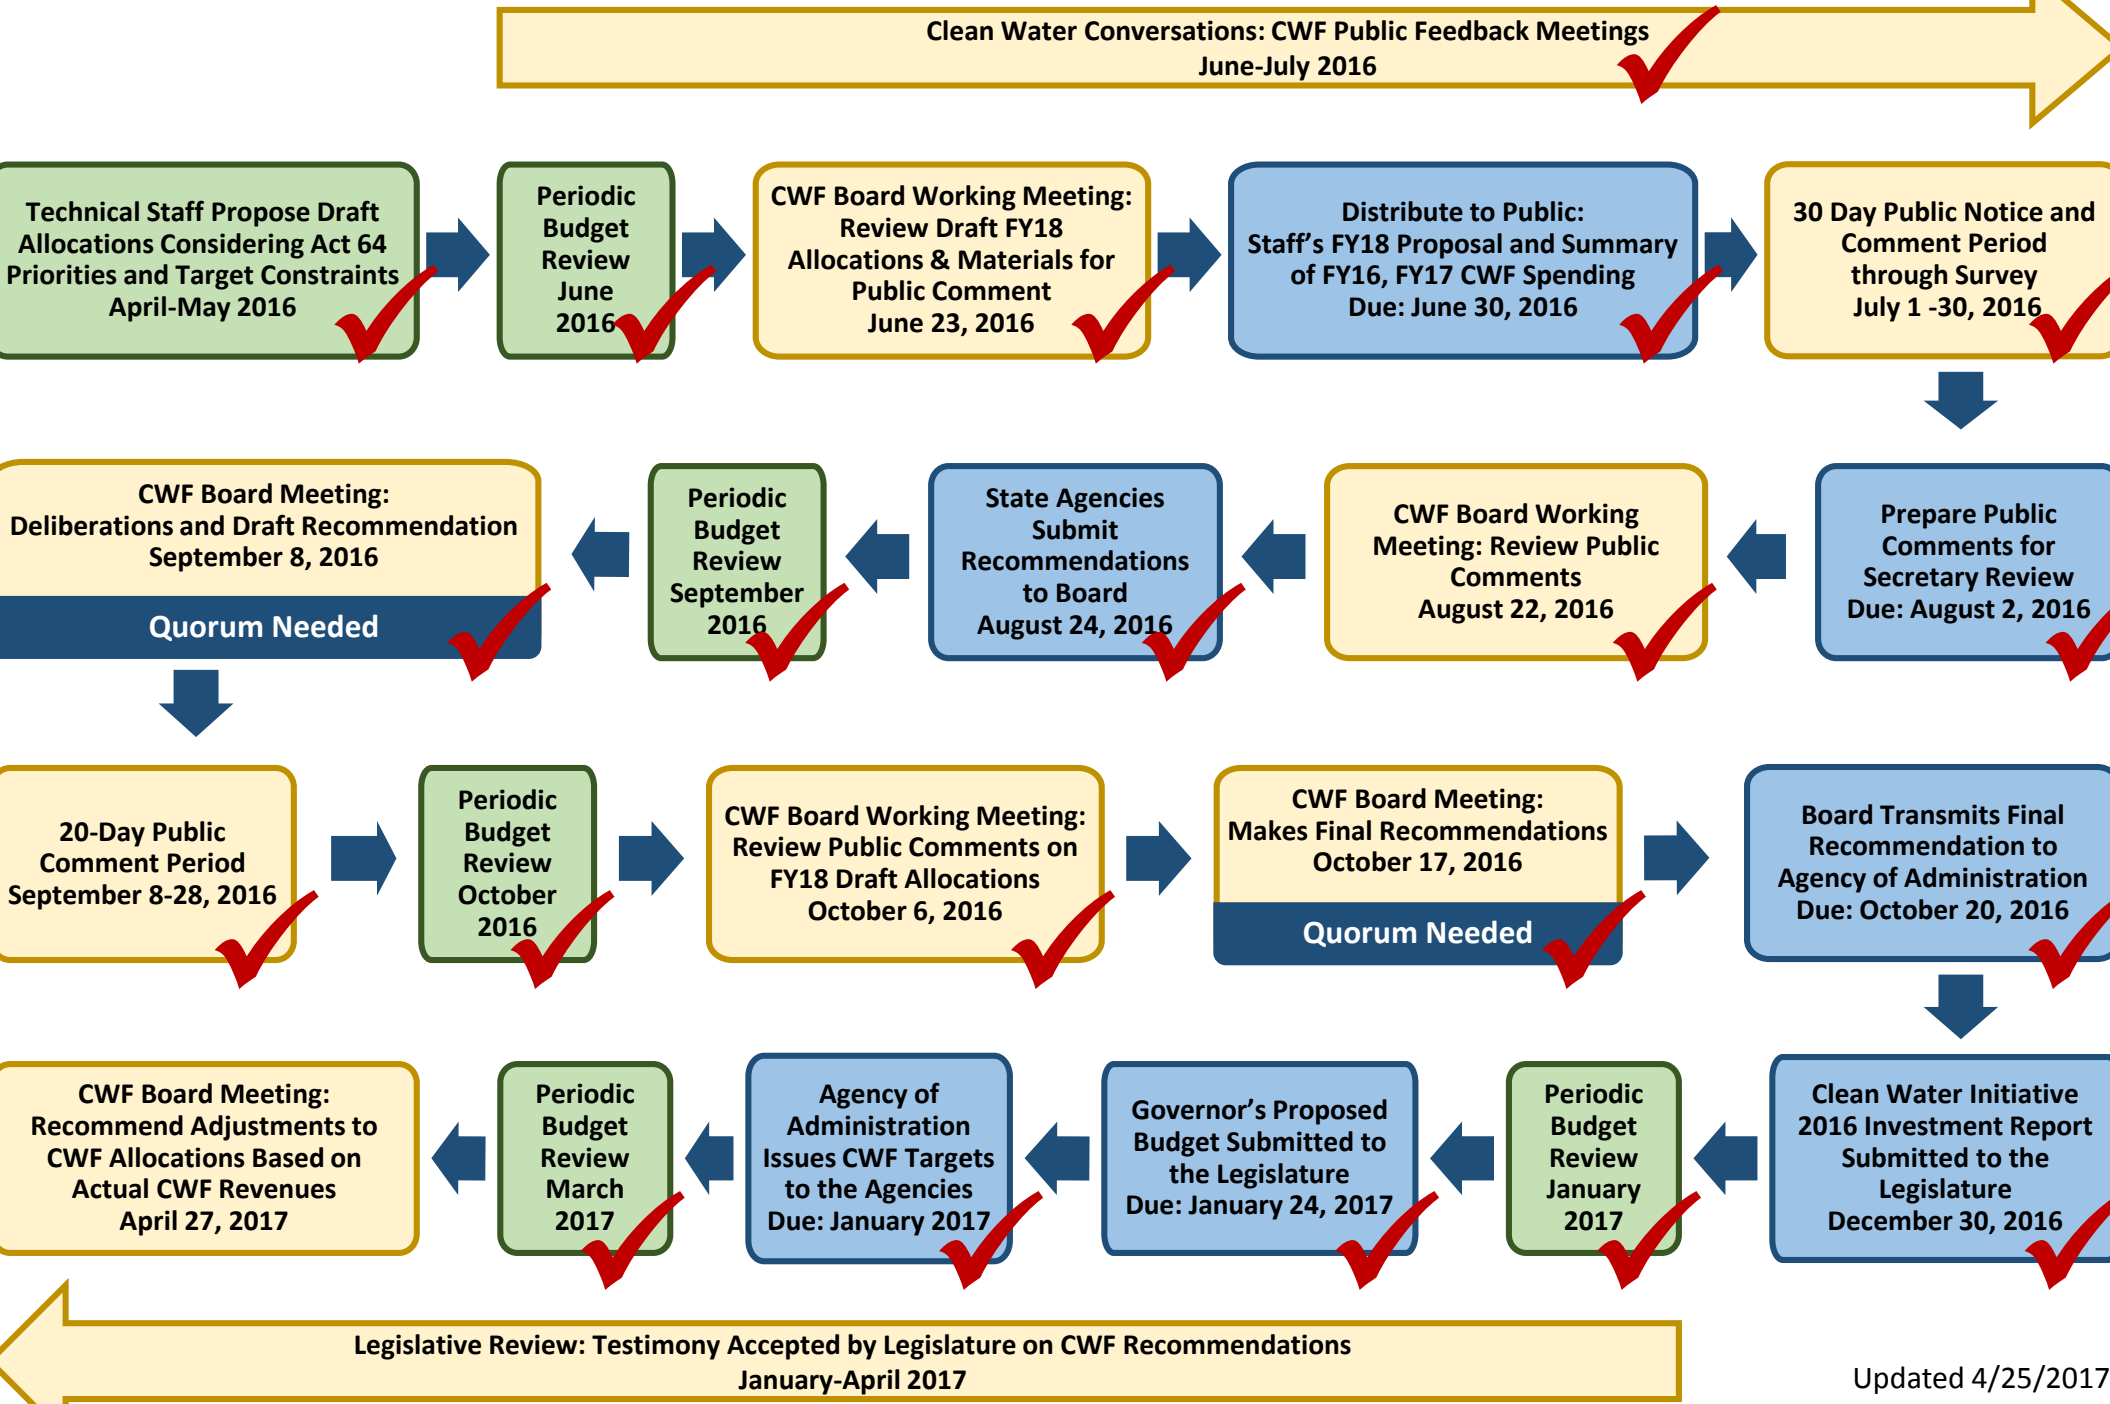 Clean Water Conversations: CWF Public Feedback Meetings
June-July 2016
Technical Staff Propose Draft
Allocations Considering Act 64
Priorities and Target Constraints
April-May 2016
Periodic
Budget
Review
June
2016
CWF Board Working Meeting:
Review Draft FY18
Allocations & Materials for
Public Comment
June 23, 2016
Distribute to Public:
Staff's FY18 Proposal and Summary
of FY16, FY17 CWF Spending
Due: June 30, 2016
30 Day Public Notice and
Comment Period
through Survey
July 1 -30, 2016
CWF Board Meeting:
Deliberations and Draft Recommendation
September 8, 2016
Quorum Needed
Periodic
Budget
Review
September
2016
State Agencies
Submit
Recommendations
to Board
August 24, 2016
CWF Board Working
Meeting: Review Public
Comments
August 22, 2016
Prepare Public
Comments for
Secretary Review
Due: August 2, 2016
20-Day Public
Comment Period
September 8-28, 2016
Periodic
Budget
Review
October
2016
CWF Board Working Meeting:
Review Public Comments on
FY18 Draft Allocations
October 6, 2016
CWF Board Meeting:
Makes Final Recommendations
October 17, 2016
Quorum Needed
Board Transmits Final
Recommendation to
Agency of Administration
Due: October 20, 2016
CWF Board Meeting:
Recommend Adjustments to
CWF Allocations Based on
Actual CWF Revenues
April 27, 2017
Periodic
Budget
Review
March
2017
Agency of
Administration
Issues CWF Targets
to the Agencies
Due: January 2017
Governor's Proposed
Budget Submitted to
the Legislature
Due: January 24, 2017
Periodic
Budget
Review
January
2017
Clean Water Initiative
2016 Investment Report
Submitted to the
Legislature
December 30, 2016
Legislative Review: Testimony Accepted by Legislature on CWF Recommendations
January-April 2017
Updated 4/25/2017